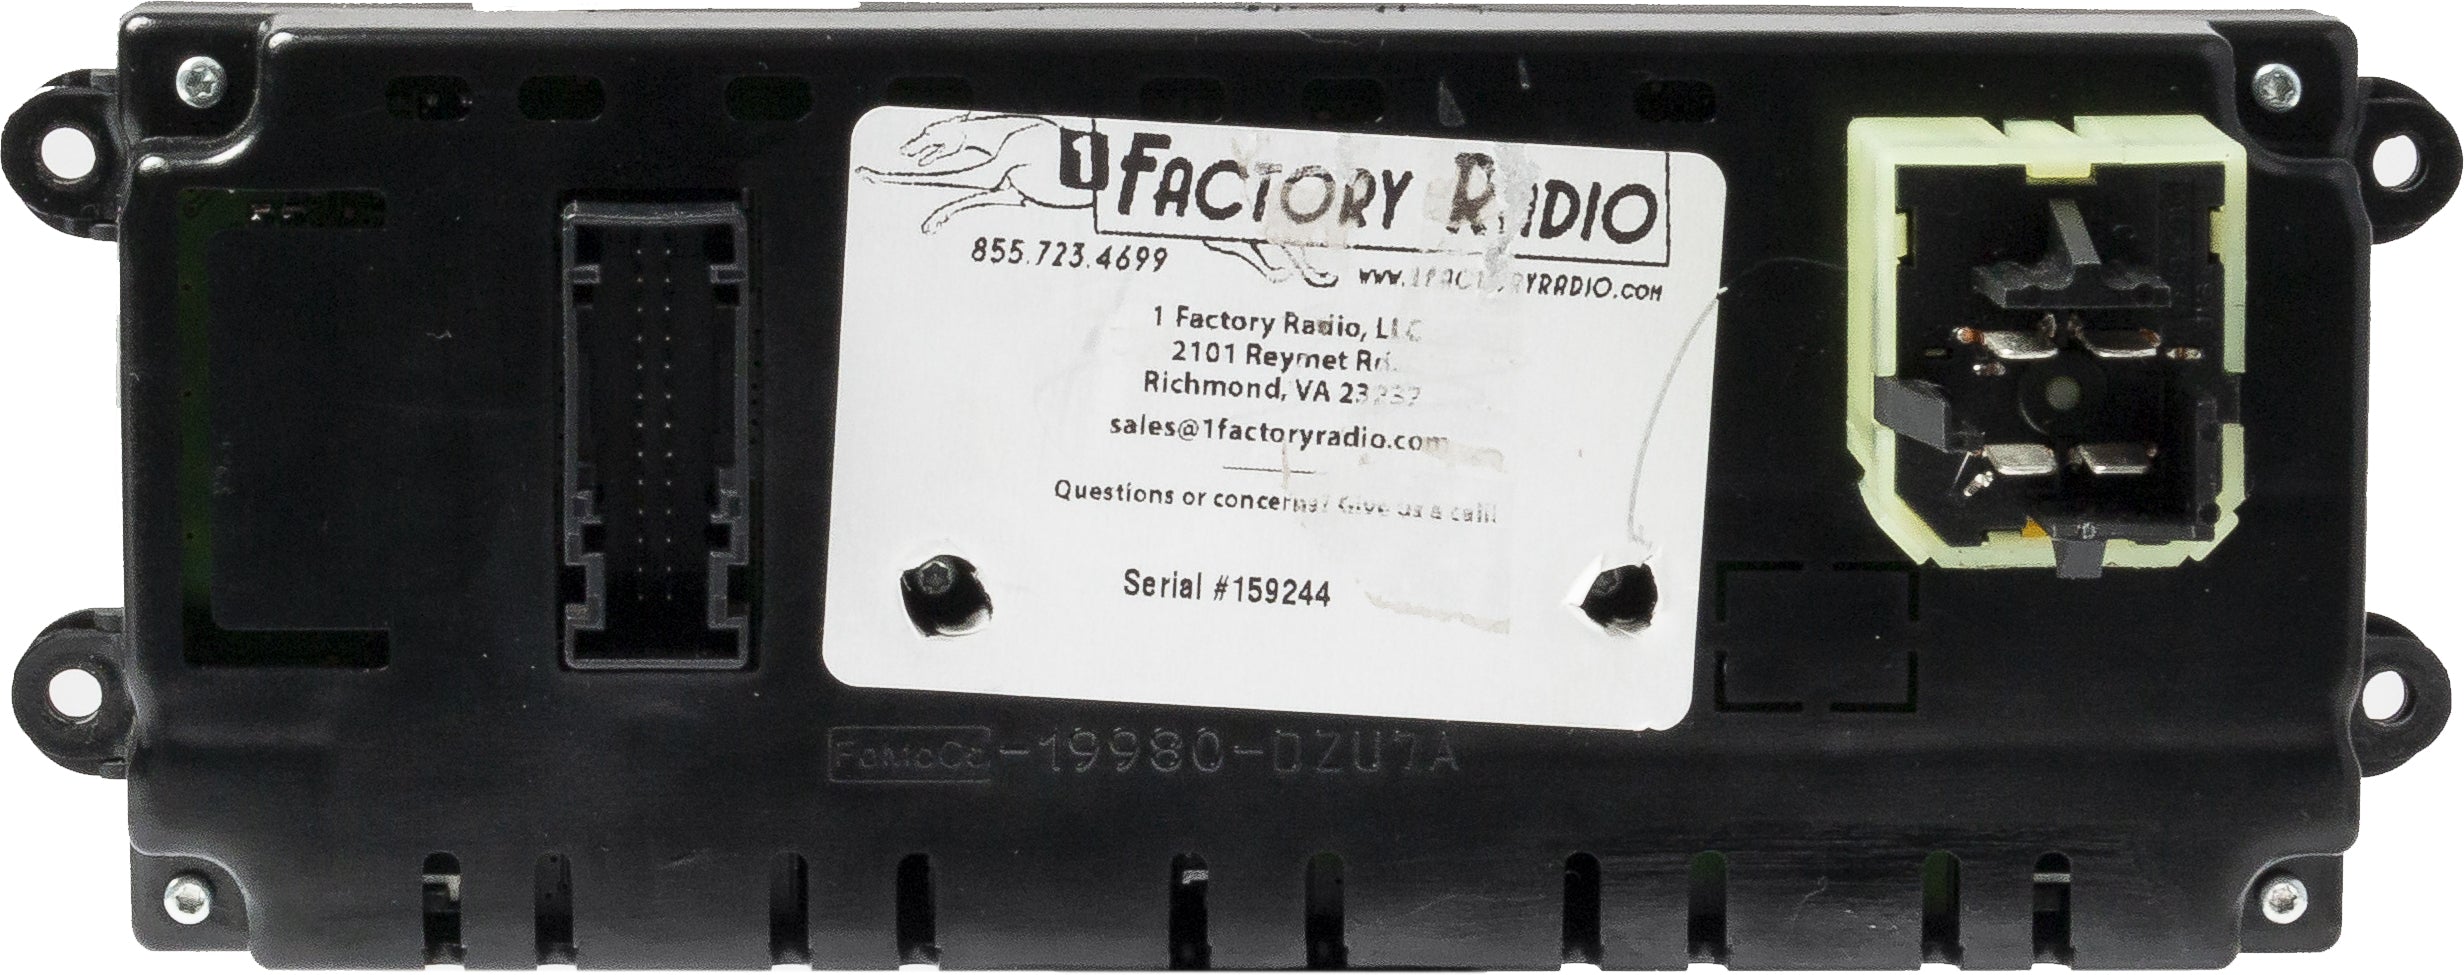 1 FACTORY RADIO
855.723.4699
www.1FACTORYRADIO.COM
1 Factory Radio, LLC
2101 Reymet Rd.
Richmond, VA 23237
sales@1factoryradio.com
Questions or concerns? Give us a call!
Serial #159244
FoMoCo -19980-DZU7A